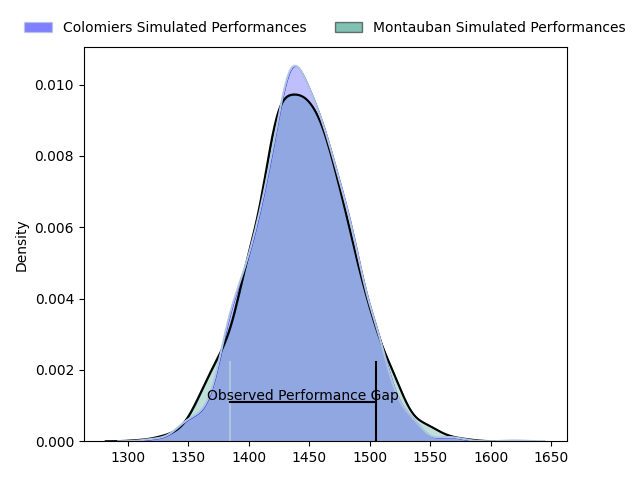 Colomiers Simulated Performances Montauban Simulated Performances
0.010
0.008
0.006
Density
0.004
0.002
Observed Performance Gap
0.000
1300 1350 1400 1450 1500 1550 1600 1650